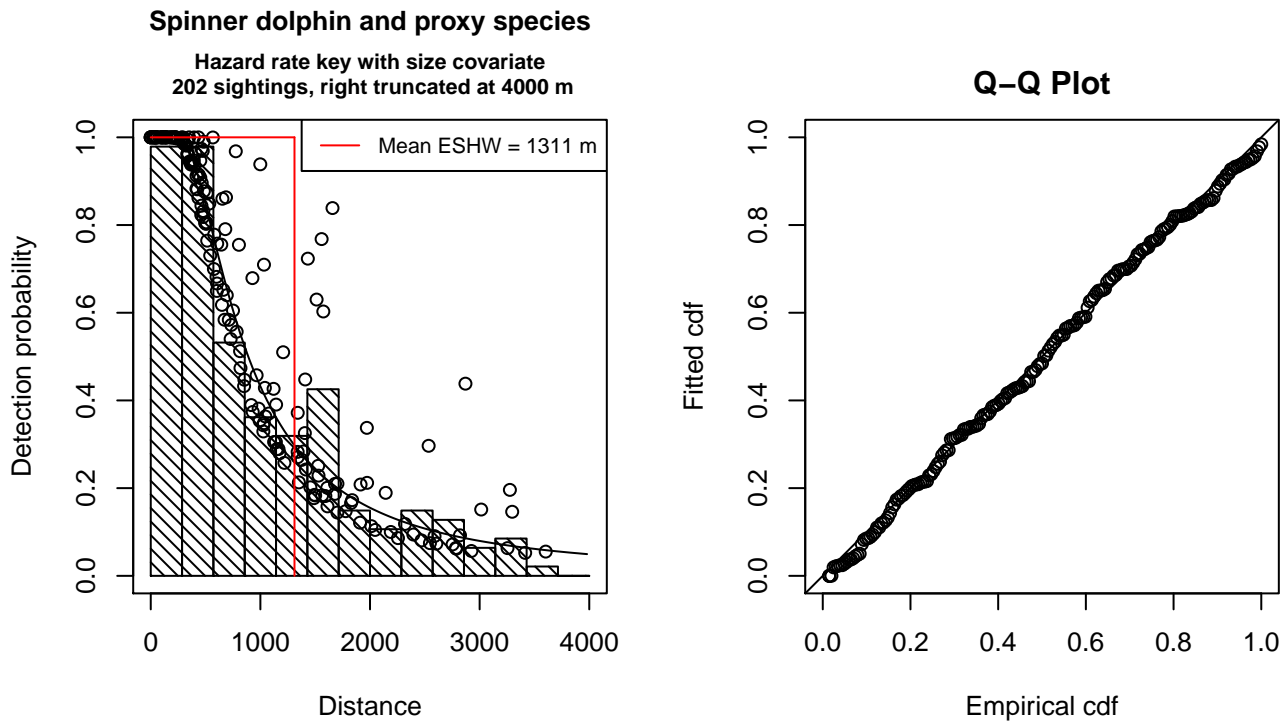 Spinner dolphin and proxy species
Hazard rate key with size covariate
202 sightings, right truncated at 4000 m
Mean ESHW = 1311 m
Detection probability
1.0
0.8
0.6
0.4
0.2
0.0
0 1000 2000 3000 4000
Distance
Q−Q Plot
Fitted cdf
1.0
0.8
0.6
0.4
0.2
0.0
0.0 0.2 0.4 0.6 0.8 1.0
Empirical cdf